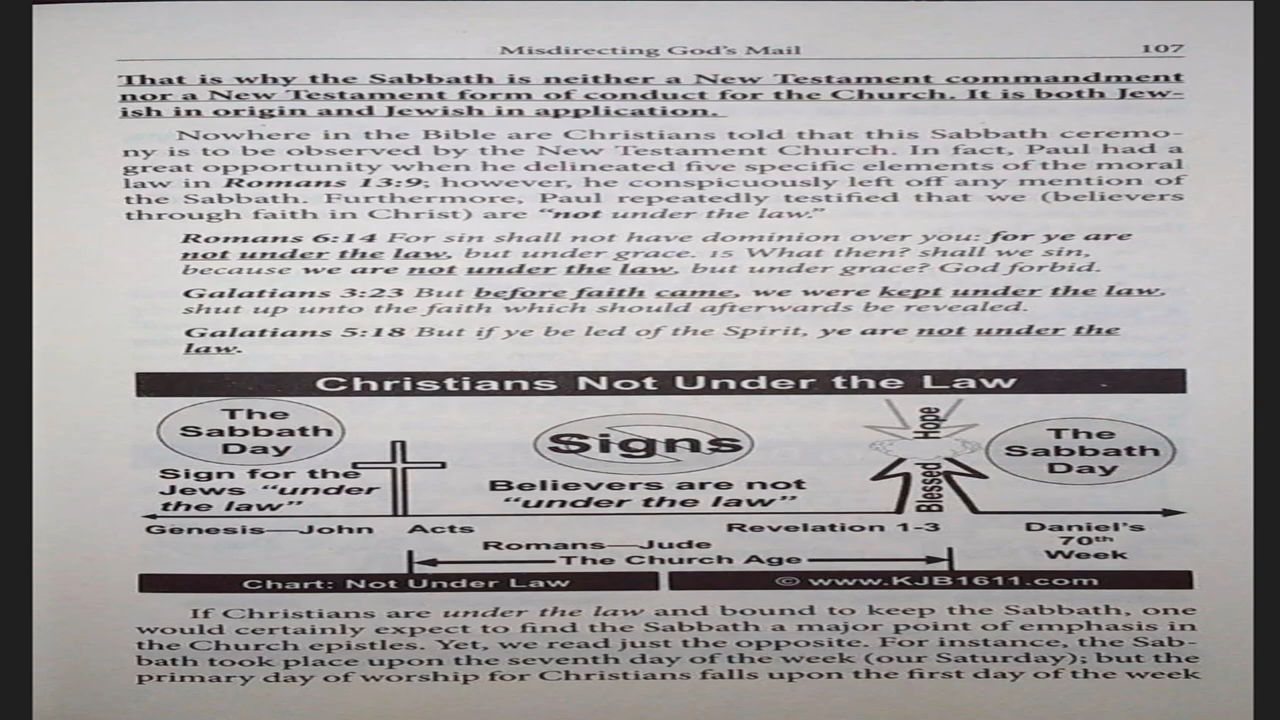 Misdirecting God's Mail 107
That is why the Sabbath is neither a New Testament commandment
nor a New Testament form of conduct for the Church. It is both Jew-
ish in origin and Jewish in application.
Nowhere in the Bible are Christians told that this Sabbath ceremo-
ny is to be observed by the New Testament Church. In fact, Paul had a
great opportunity when he delineated five specific elements of the moral
law in Romans 13:9; however, he conspicuously left off any mention of
the Sabbath. Furthermore, Paul repeatedly testified that we (believers
through faith in Christ) are "not under the law."
Romans 6:14 For sin shall not have dominion over you: for ye are
not under the law, but under grace. 15 What then? shall we sin,
because we are not under the law, but under grace? God forbid.
Galatians 3:23 But before faith came, we were kept under the law,
shut up unto the faith which should afterwards be revealed.
Galatians 5:18 But if ye be led of the Spirit, ye are not under the
law.
Christians Not Under the Law
The
Sabbath
Day
Sign for the
Jews "under
the law"
Signs
Believers are not
"under the law"
Blessed Hope
The
Sabbath
Day
Genesis—John Acts Revelation 1-3 Daniel's
70th
Week
Romans—Jude
The Church Age
Chart: Not Under Law © www.KJB1611.com
If Christians are under the law and bound to keep the Sabbath, one
would certainly expect to find the Sabbath a major point of emphasis in
the Church epistles. Yet, we read just the opposite. For instance, the Sab-
bath took place upon the seventh day of the week (our Saturday); but the
primary day of worship for Christians falls upon the first day of the week